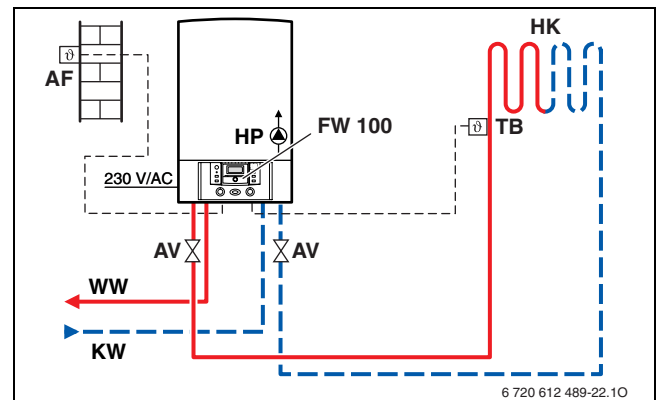 HK
ϑ
AF
HP
FW 100
ϑ
TB
230 V/AC
AV
AV
WW
KW
6 720 612 489-22.1O